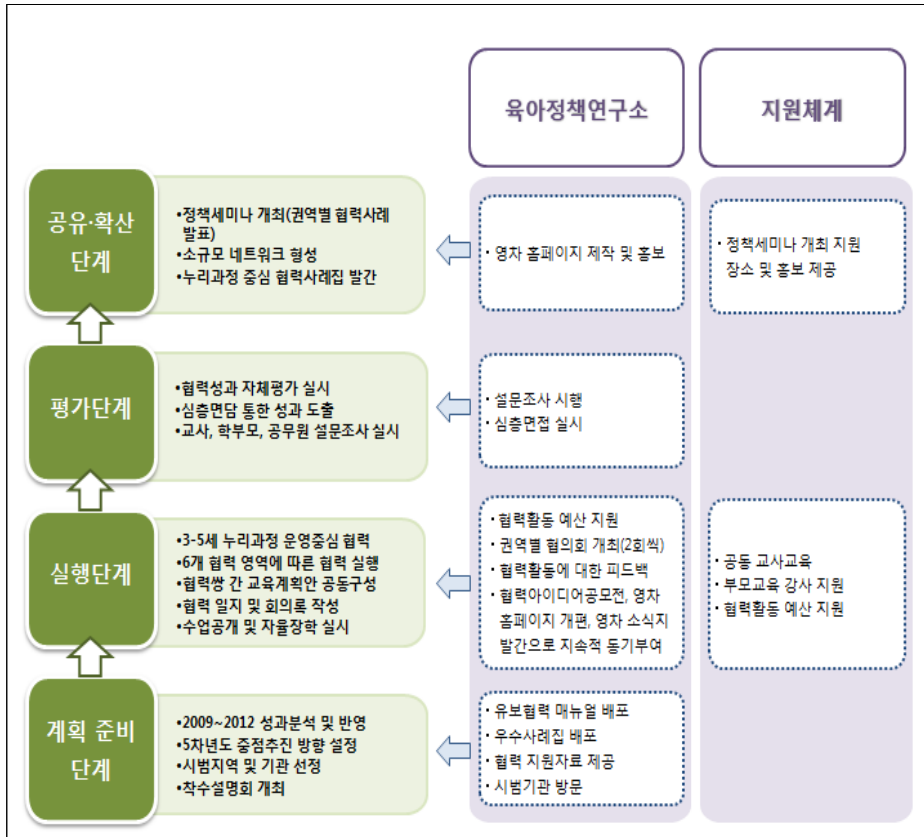 육아정책연구소
지원체계
공유·확산
단계
•정책세미나 개최(권역별 협력사례
발표)
•소규모 네트워크 형성
•누리과정 중심 협력사례집 발간
· 영차 홈페이지 제작 및 홍보
· 정책세미나 개최 지원
장소 및 홍보 제공
평가단계
•협력성과 자체평가 실시
•심층면담 통한 성과 도출
•교사, 학부모, 공무원 설문조사 실시
· 설문조사 시행
· 심층면접 실시
실행단계
•3-5세 누리과정 운영중심 협력
•6개 협력 영역에 따른 협력 실행
•협력쌍 간 교육계획안 공동구성
•협력 일지 및 회의록 작성
•수업공개 및 자율장학 실시
· 협력활동 예산 지원
· 권역별 협의회 개최(2회씩)
· 협력활동에 대한 피드백
· 협력아이디어공모전, 영차
홈페이지 개편, 영차 소식지
발간으로 지속적 동기부여
· 공동 교사교육
· 부모교육 강사 지원
· 협력활동 예산 지원
계획 준비
단계
•2009~2012 성과분석 및 반영
•5차년도 중점추진 방향 설정
•시범지역 및 기관 선정
•착수설명회 개최
· 유보협력 매뉴얼 배포
· 우수사례집 배포
· 협력 지원자료 제공
· 시범기관 방문